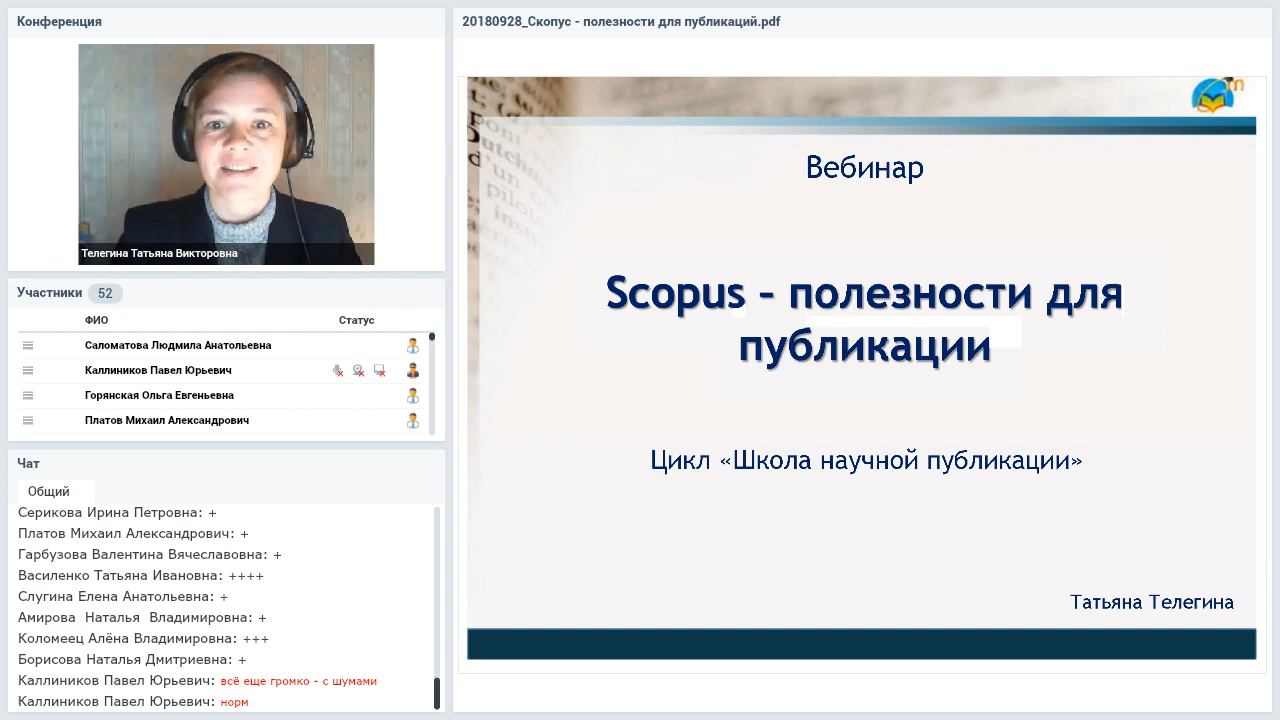 Конференция
Телегина Татьяна Викторовна
Участники 52
ФИО Статус
Саломатова Людмила Анатольевна
Каллиников Павел Юрьевич
Горянская Ольга Евгеньевна
Платов Михаил Александрович
Чат
Общий
Серикова Ирина Петровна: +
Платов Михаил Александрович: +
Гарбузова Валентина Вячеславовна: +
Василенко Татьяна Ивановна: ++++
Слугина Елена Анатольевна: +
Амирова Наталья Владимировна: +
Коломеец Алёна Владимировна: +++
Борисова Наталья Дмитриевна: +
Каллиников Павел Юрьевич: всё еще громко - с шумами
Каллиников Павел Юрьевич: норм
20180928_Скопус - полезности для публикаций.pdf
Вебинар
Scopus – полезности для
публикации
Цикл «Школа научной публикации»
Татьяна Телегина